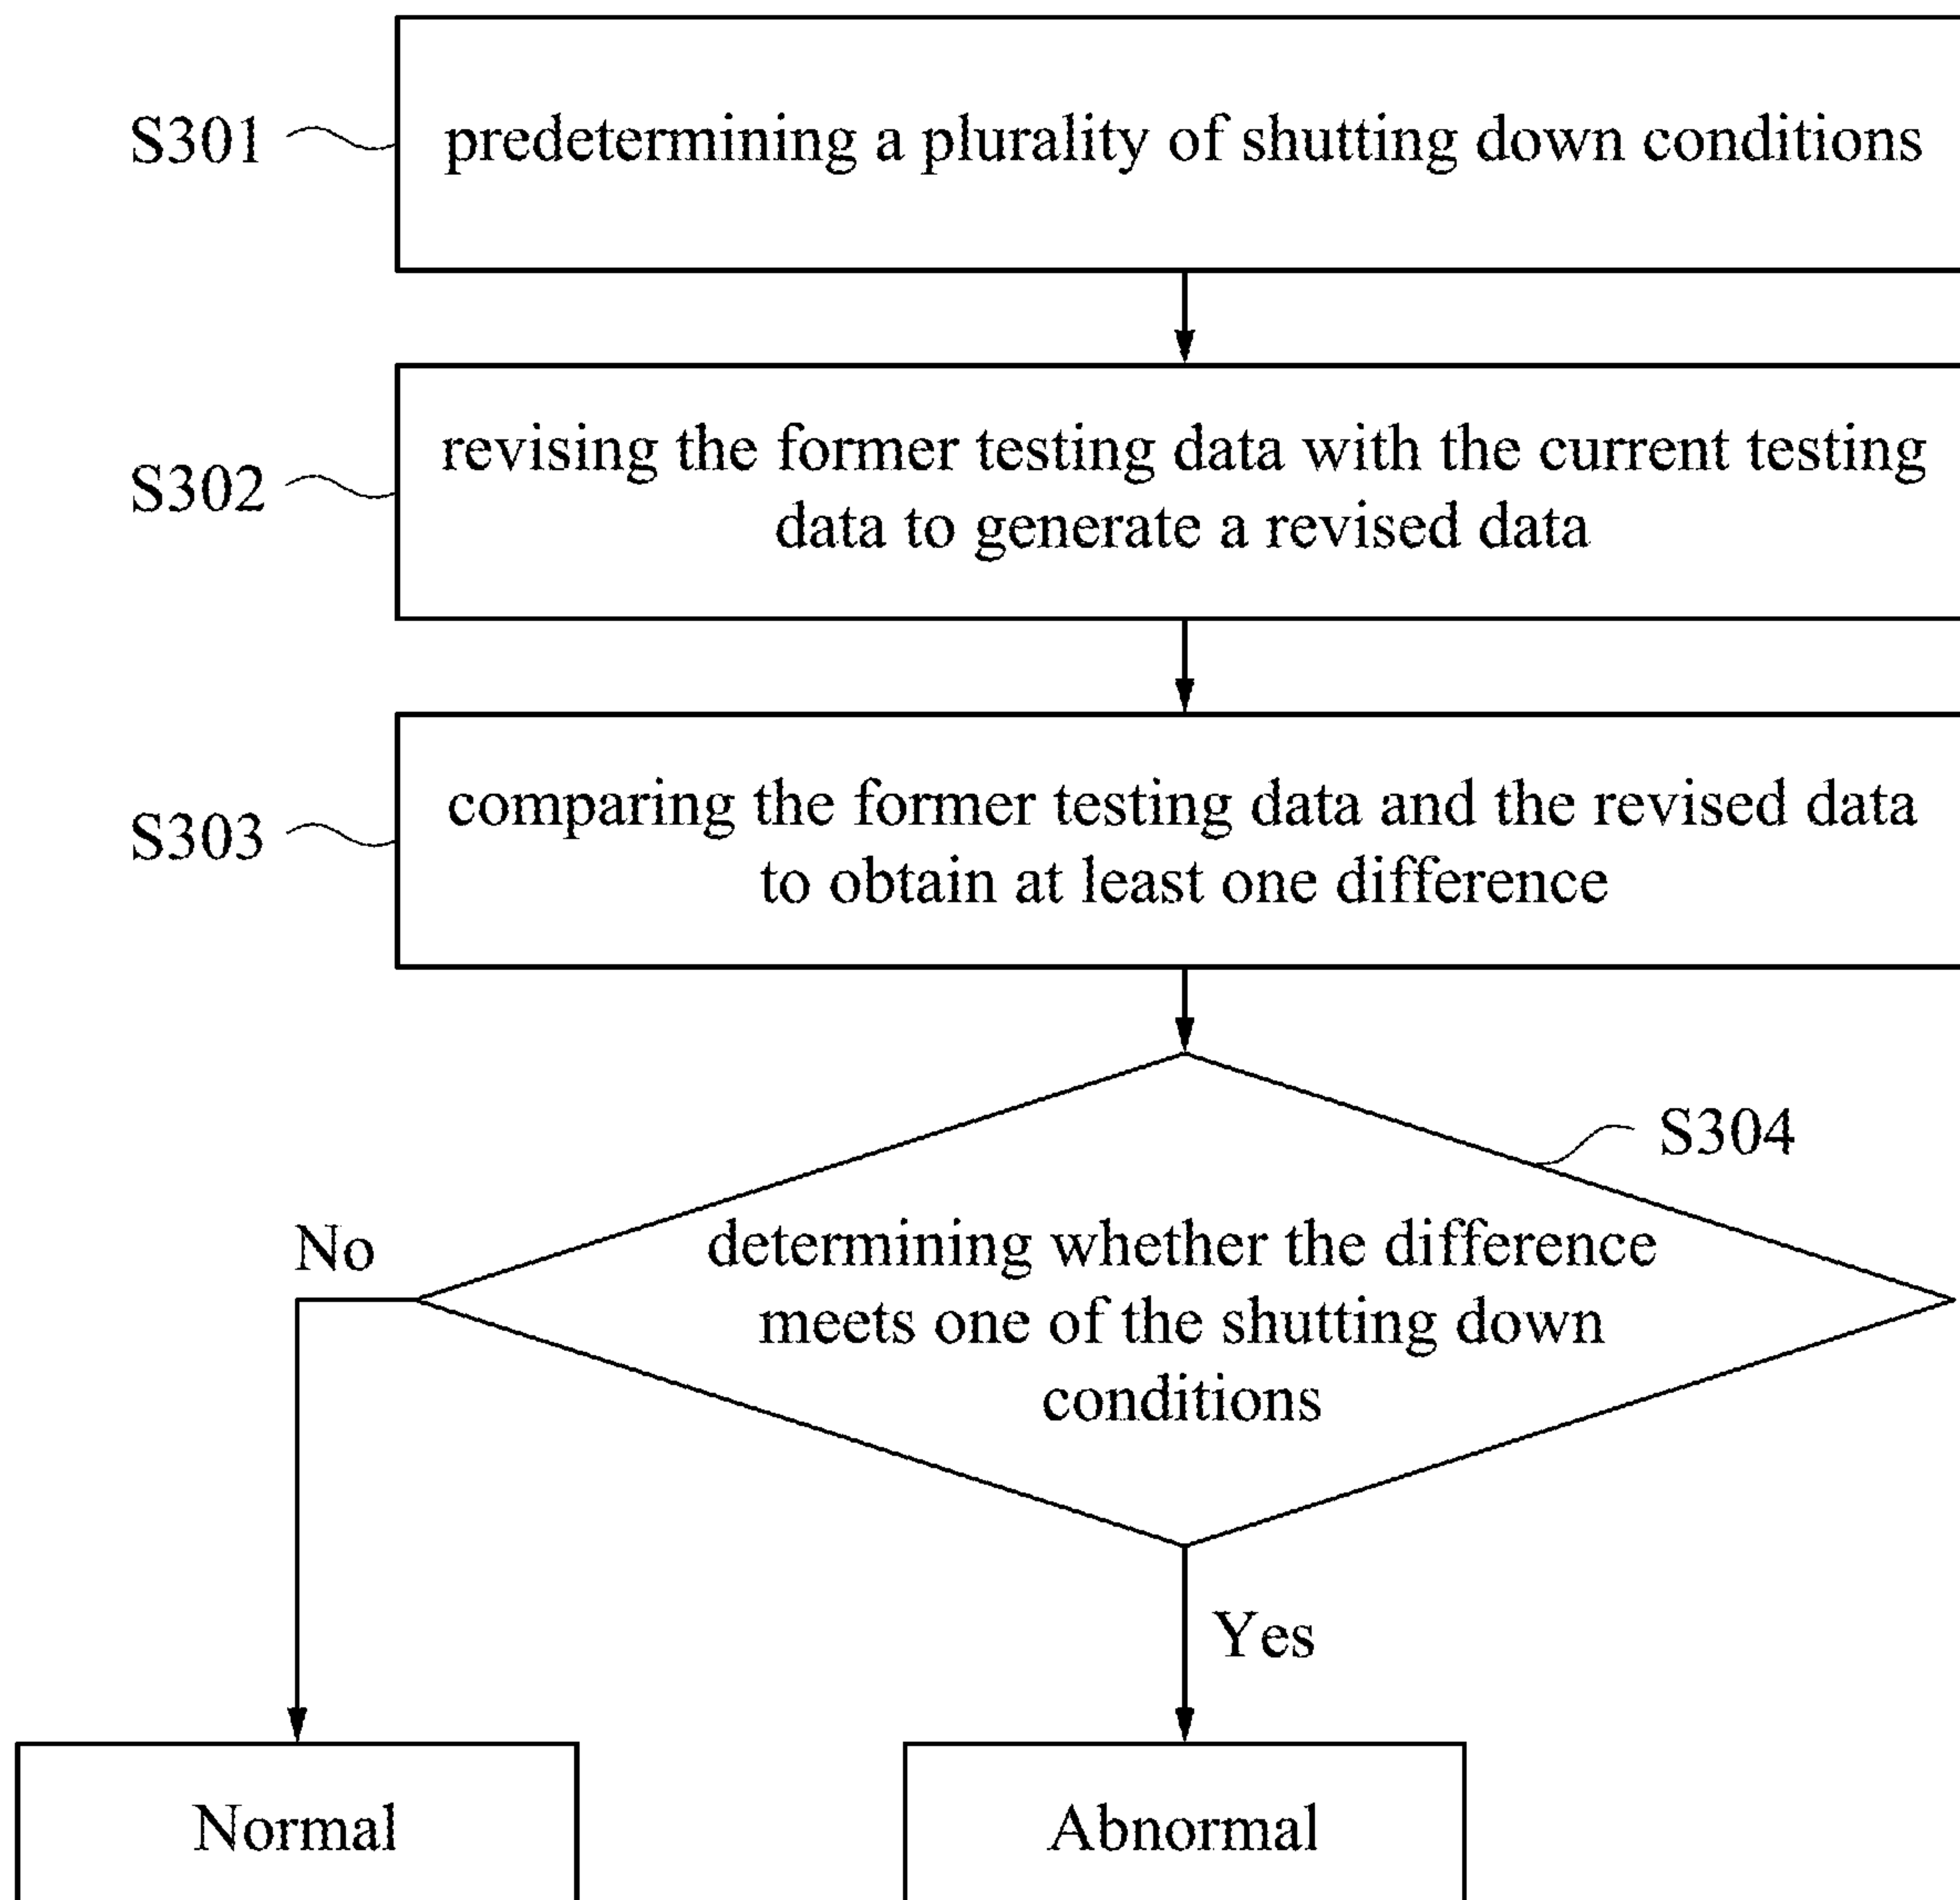 S301
predetermining a plurality of shutting down conditions
S302
revising the former testing data with the current testing
data to generate a revised data
S303
comparing the former testing data and the revised data
to obtain at least one difference
S304
determining whether the difference
meets one of the shutting down
conditions
No
Yes
Normal
Abnormal